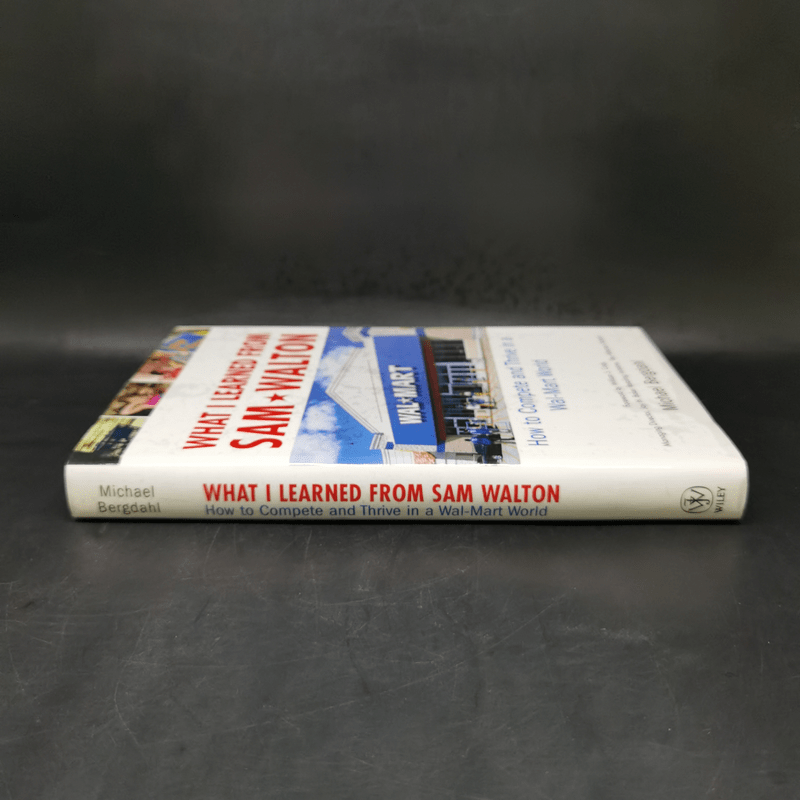 WHAT I LEARNED FROM
SAM★WALTON
WAL★MART
How to Compete and Thrive in a
Wal-Mart World
Michael Bergdahl
Michael
Bergdahl
WHAT I LEARNED FROM SAM WALTON
How to Compete and Thrive in a Wal-Mart World
WILEY